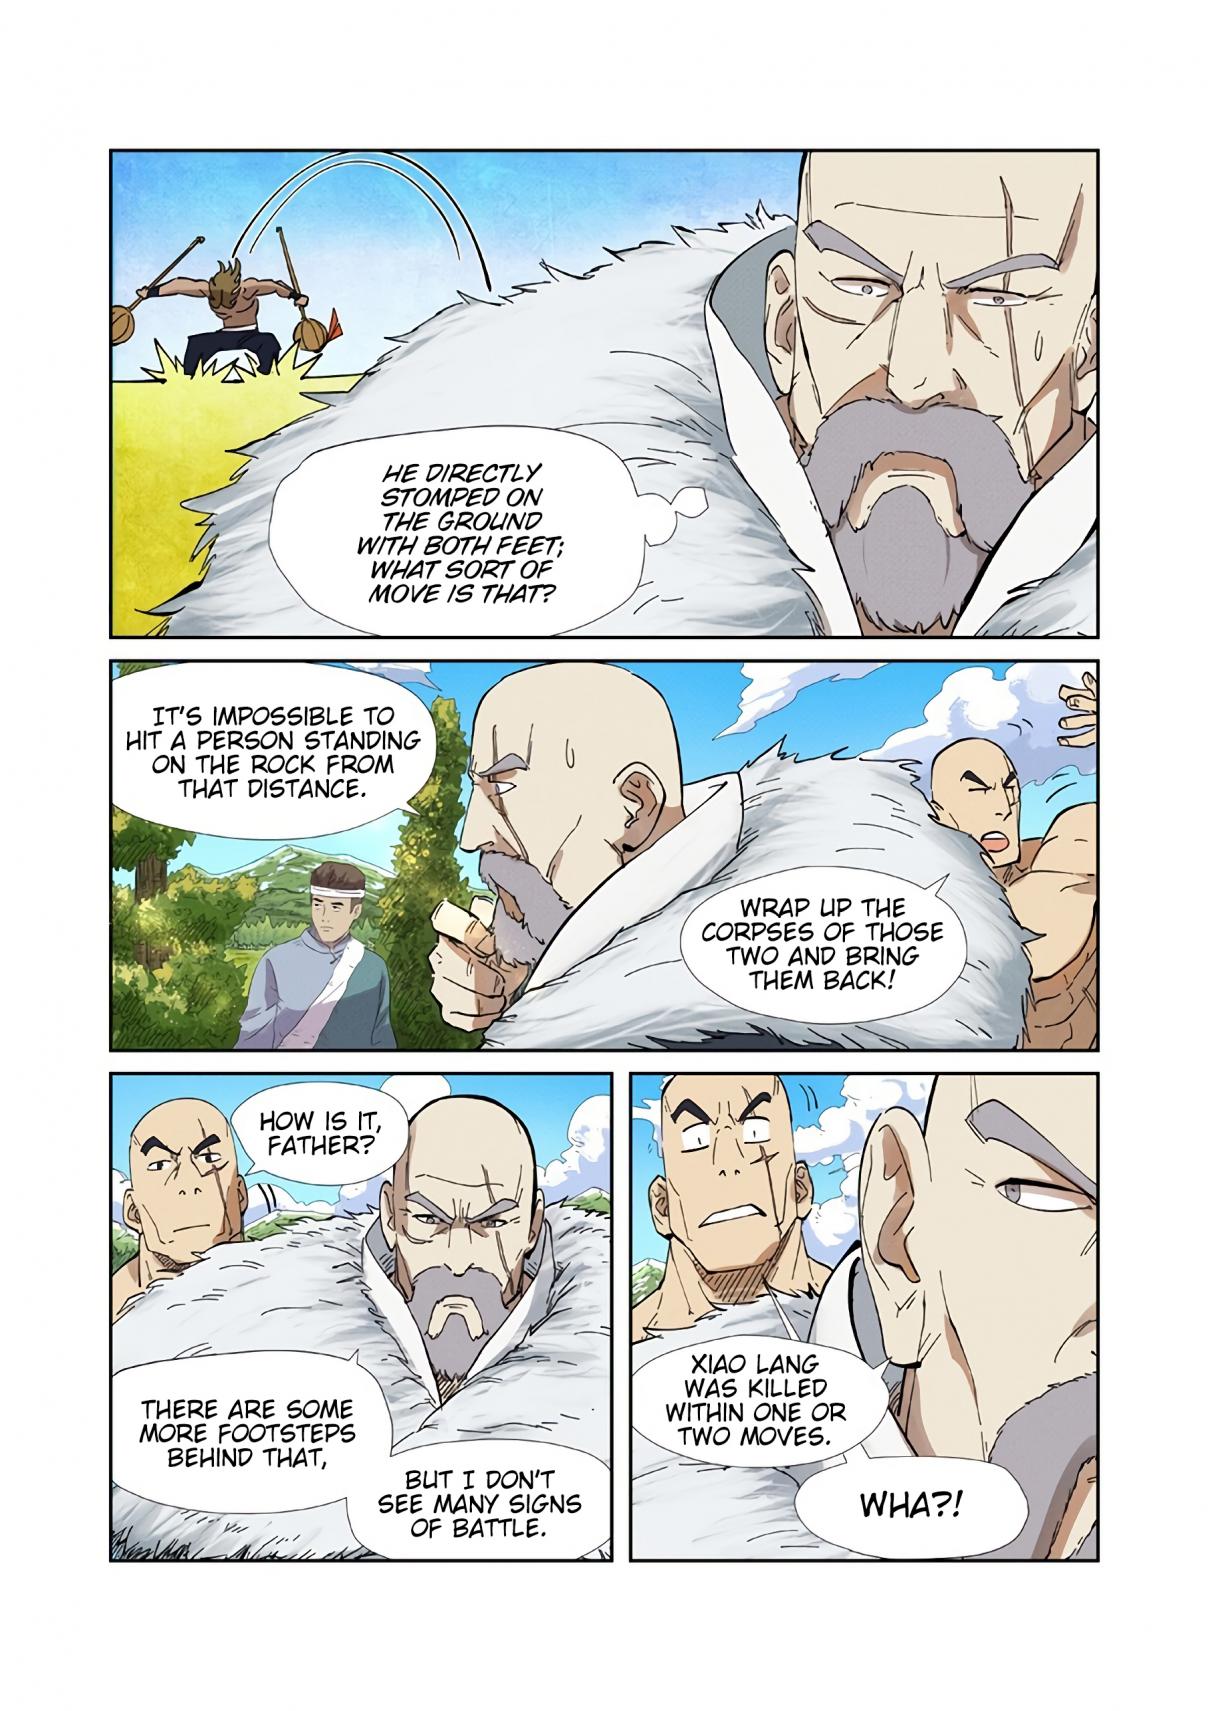 HE DIRECTLY
STOMPED ON
THE GROUND
WITH BOTH FEET;
WHAT SORT OF
MOVE IS THAT?
IT'S IMPOSSIBLE TO
HIT A PERSON STANDING
ON THE ROCK FROM
THAT DISTANCE.
WRAP UP THE
CORPSES OF THOSE
TWO AND BRING
THEM BACK!
HOW IS IT,
FATHER?
THERE ARE SOME
MORE FOOTSTEPS
BEHIND THAT,
BUT I DON'T
SEE MANY SIGNS
OF BATTLE.
XIAO LANG
WAS KILLED
WITHIN ONE OR
TWO MOVES.
WHA?!